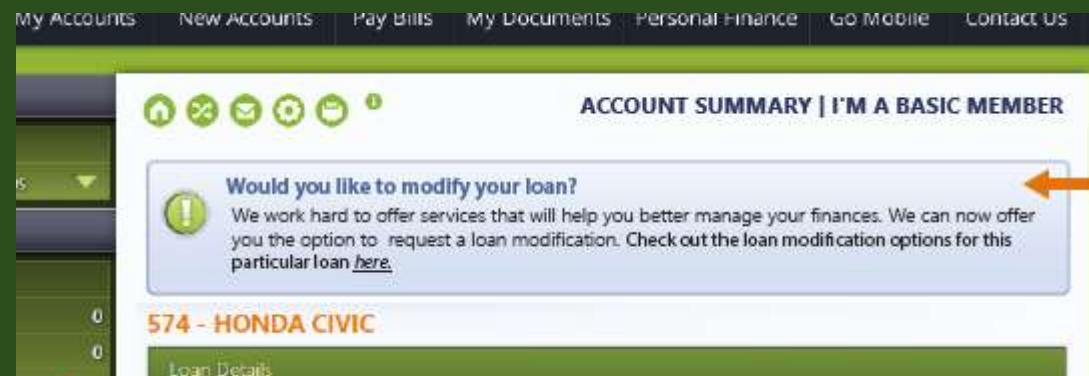 My Accounts New Accounts Pay Bills My Documents Personal Finance Go Mobile Contact Us
ACCOUNT SUMMARY | I'M A BASIC MEMBER
Would you like to modify your loan?
We work hard to offer services that will help you better manage your finances. We can now offer
you the option to request a loan modification. Check out the loan modification options for this
particular loan here.
0
574 - HONDA CIVIC
0
Loan Details